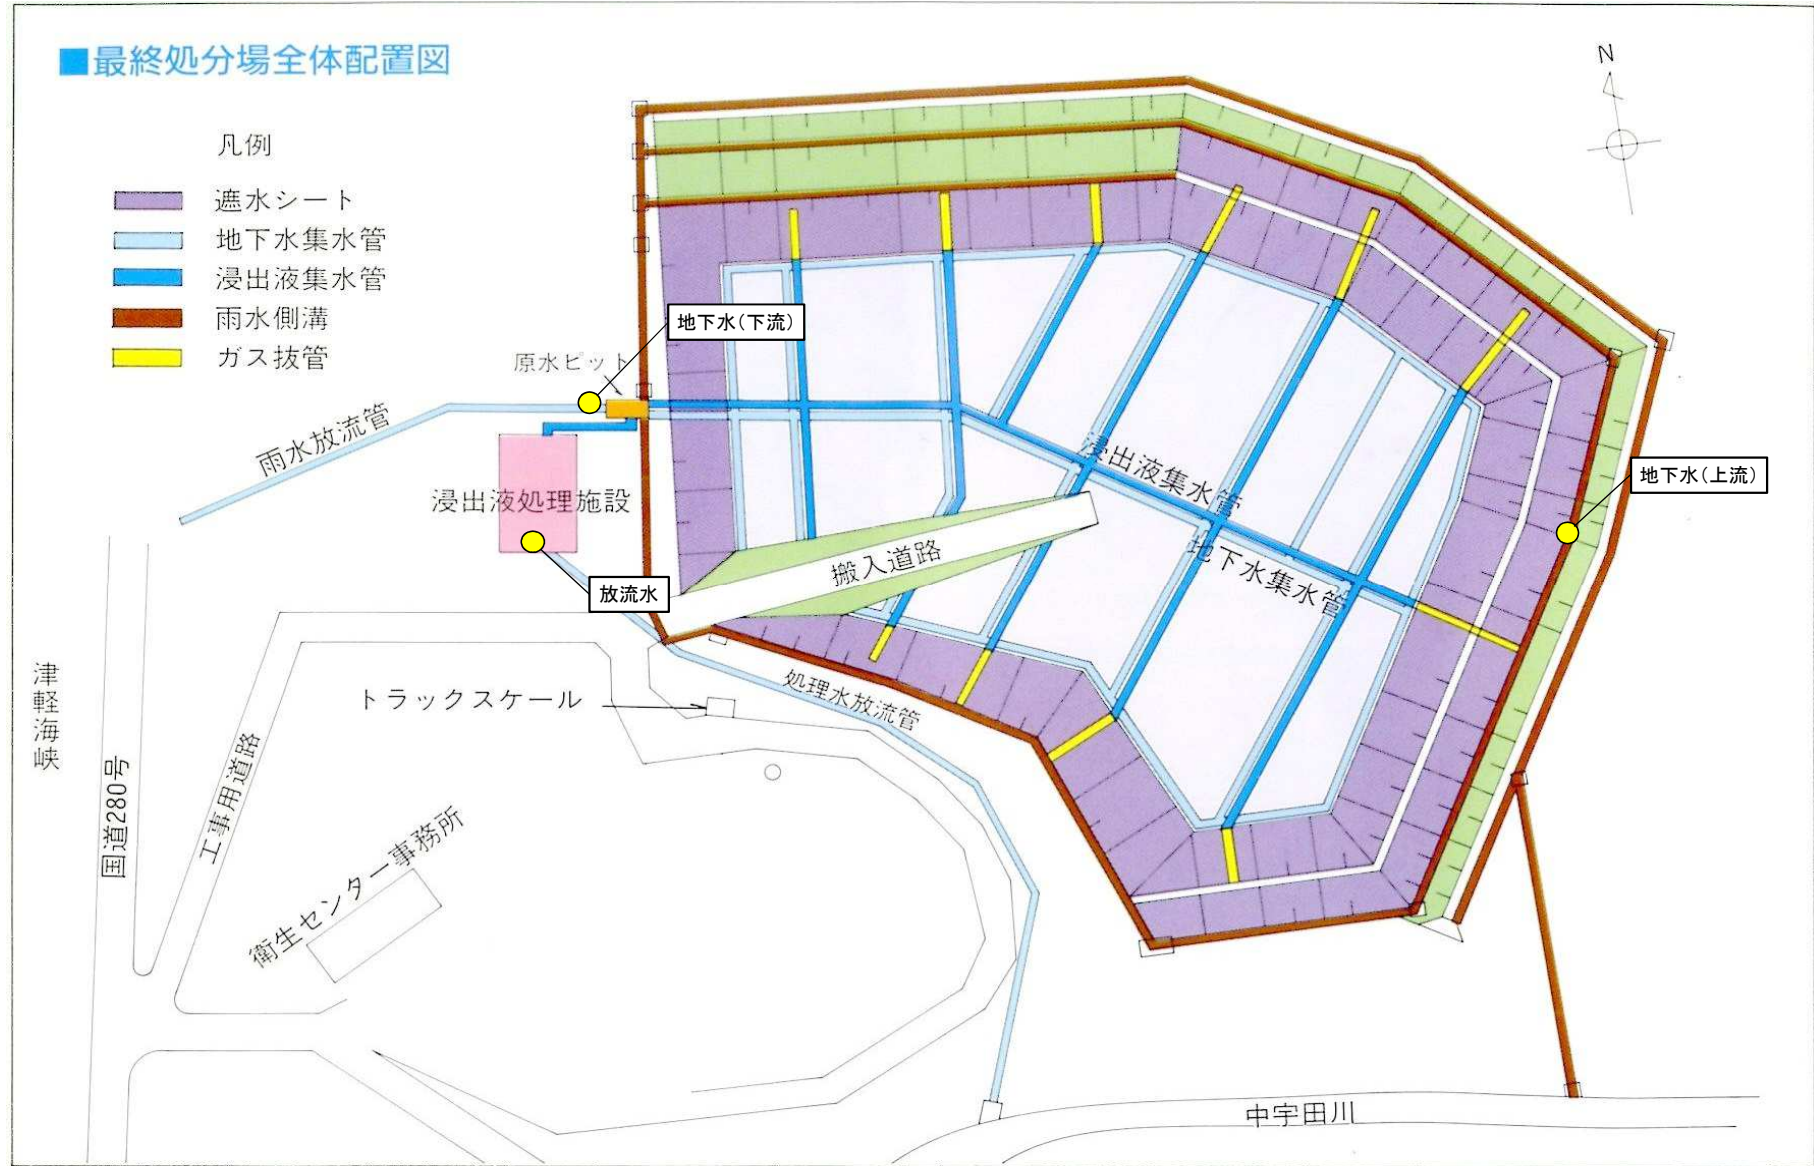 ■最終処分場全体配置図
N
凡例
遮水シート
地下水集水管
浸出液集水管
雨水側溝
ガス抜管
地下水(下流)
原水ピット
雨水放流管
浸出液処理施設
浸出液集水管
地下水集水管
地下水(上流)
搬入道路
放流水
処理水放流管
トラックスケール
津軽海峡
国道280号
工事用道路
衛生センター事務所
中宇田川